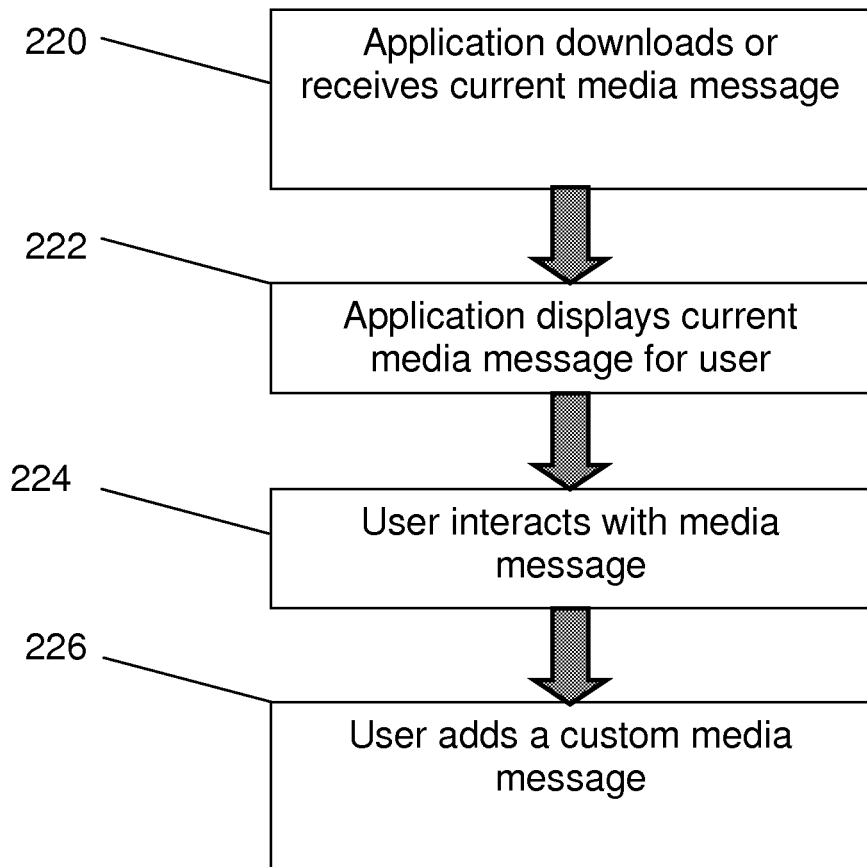 220
Application downloads or
receives current media message
222
Application displays current
media message for user
224
User interacts with media
message
226
User adds a custom media
message